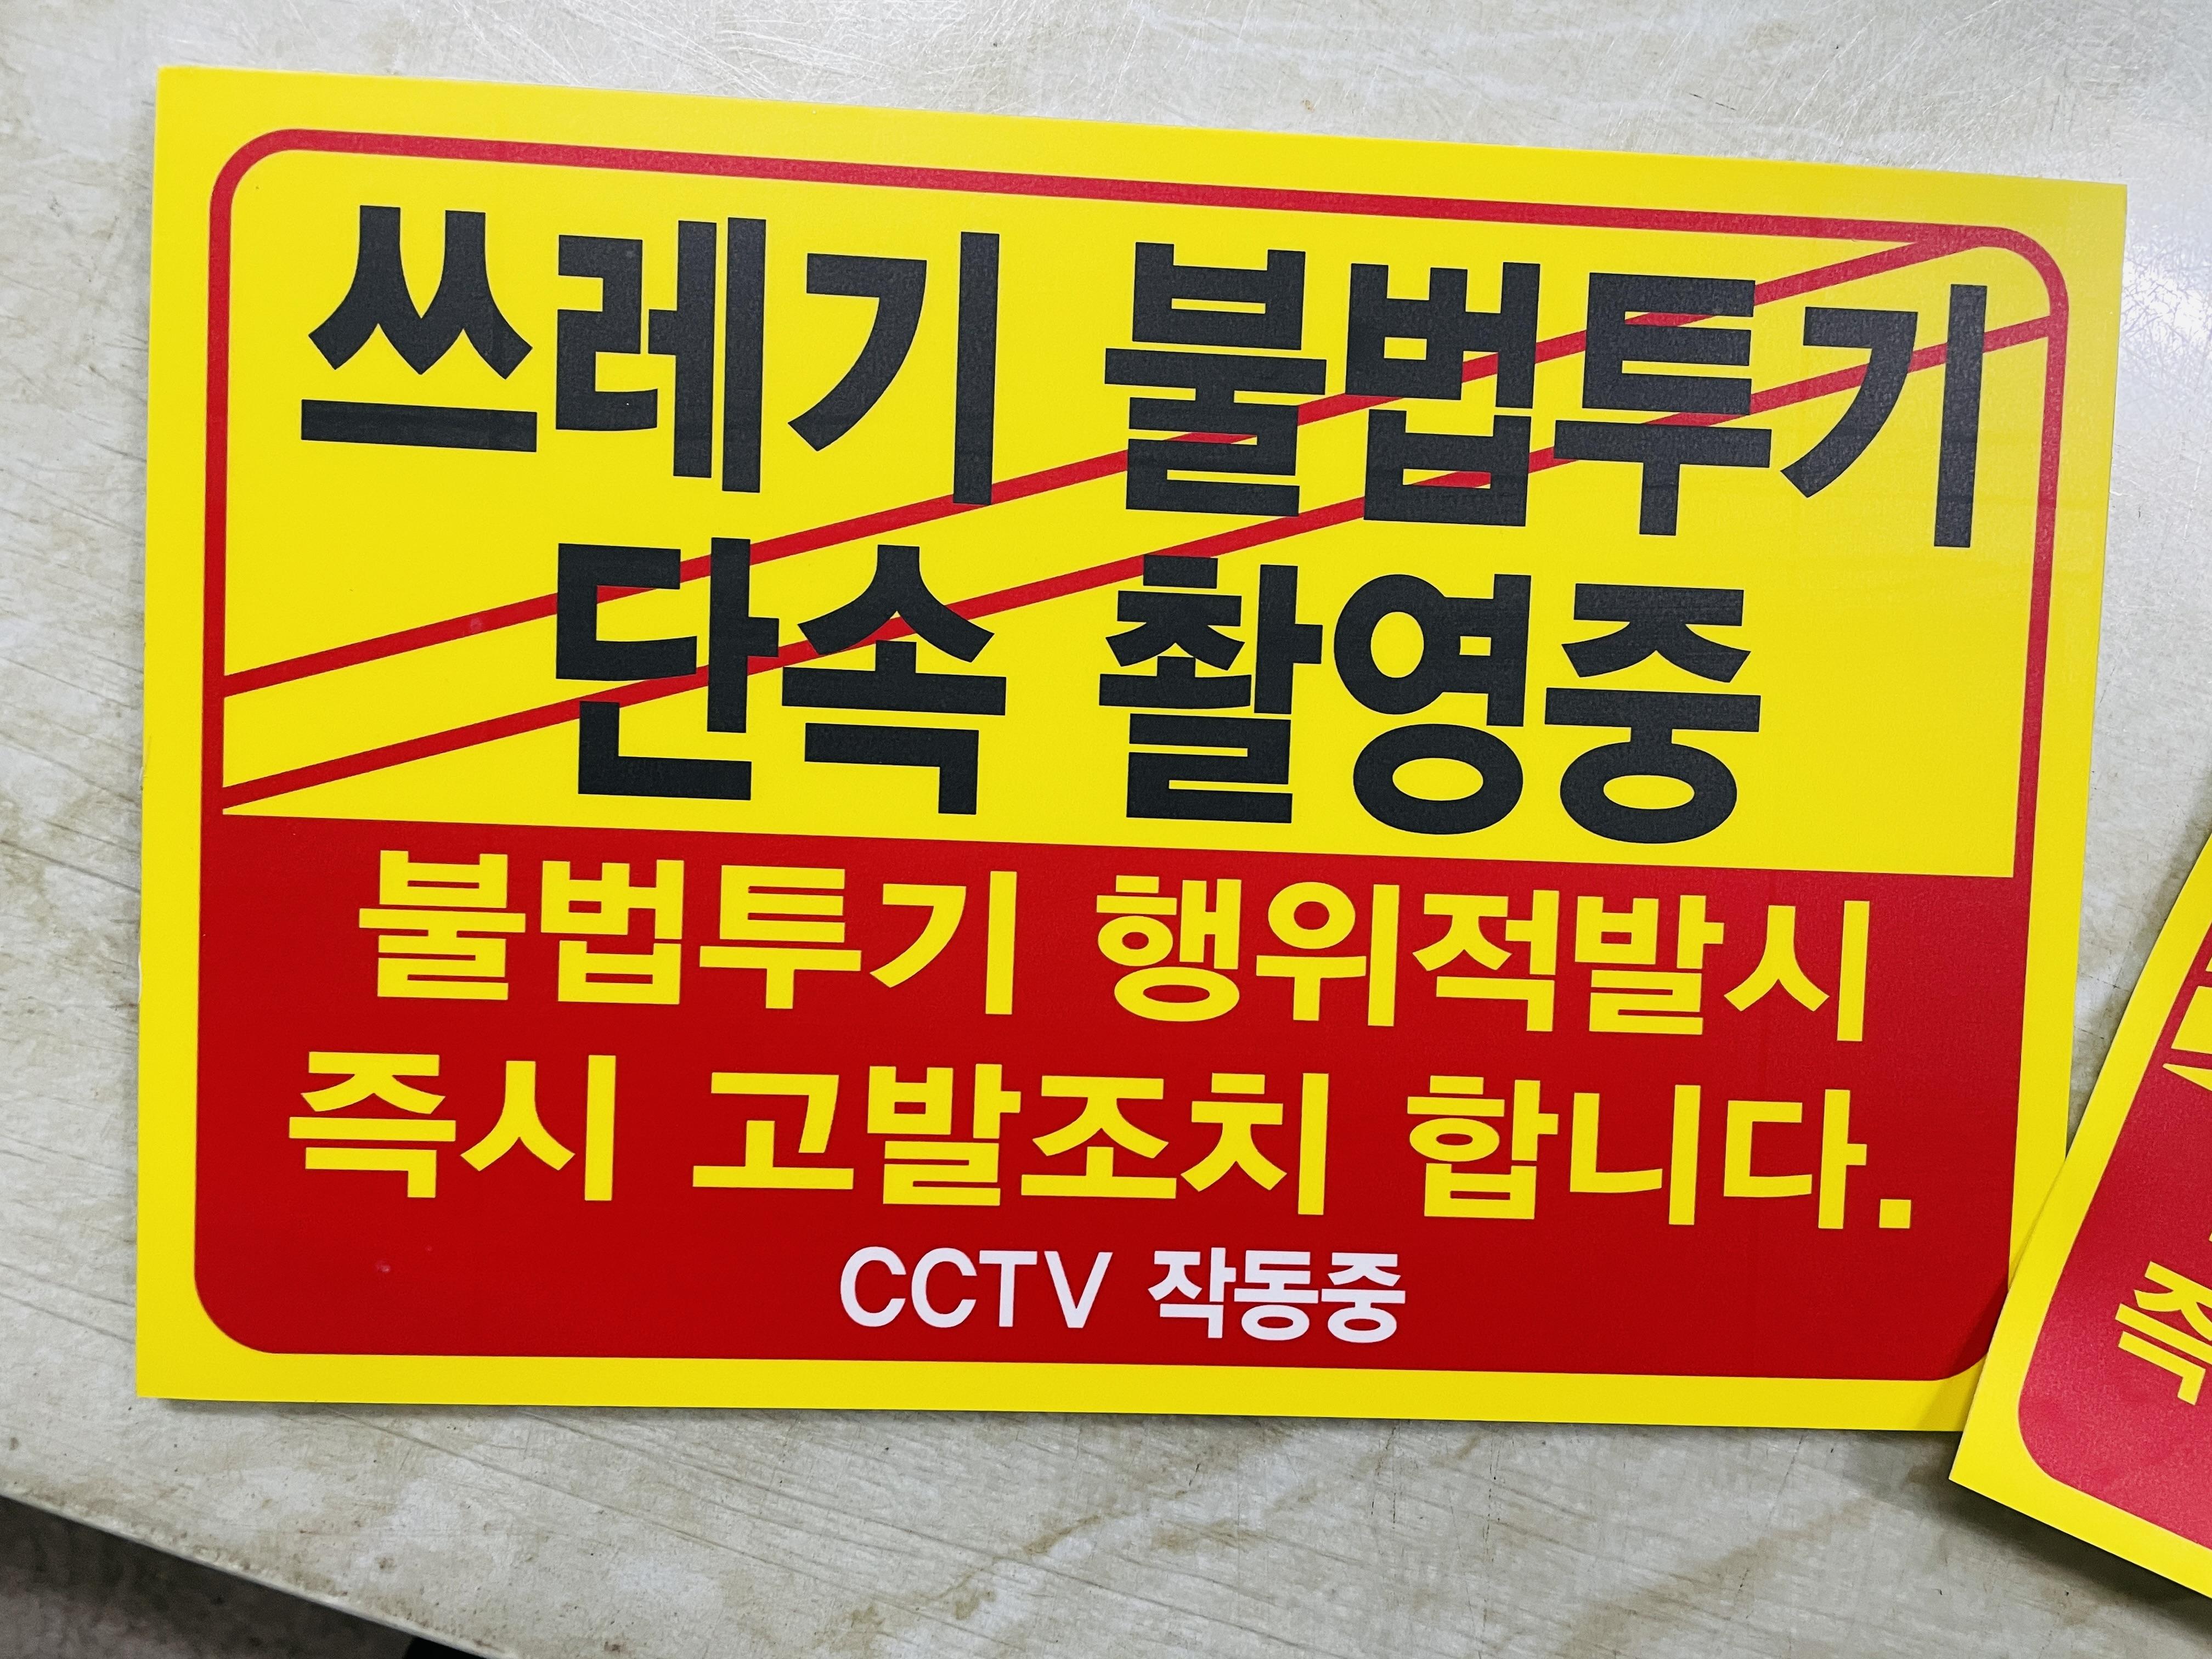 쓰레기 불법투기
단속 촬영중
불법투기 행위적발시
즉시 고발조치 합니다.
CCTV 작동중
즉